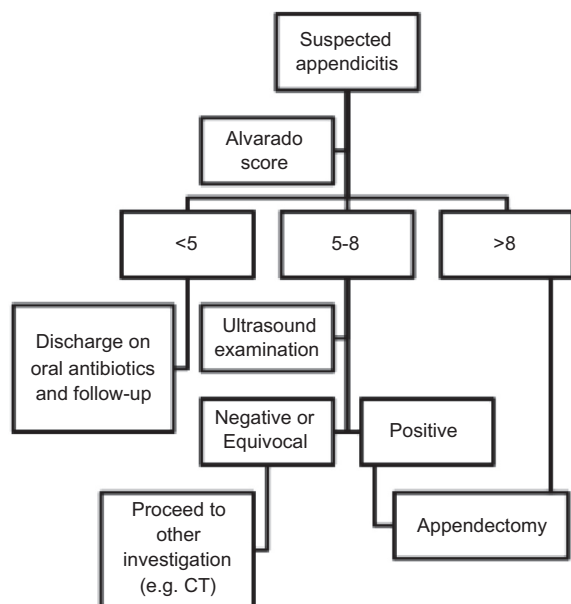 Suspected
appendicitis
Alvarado
score
<5
5-8
>8
Discharge on
oral antibiotics
and follow-up
Ultrasound
examination
Negative or
Equivocal
Positive
Proceed to
other
investigation
(e.g. CT)
Appendectomy